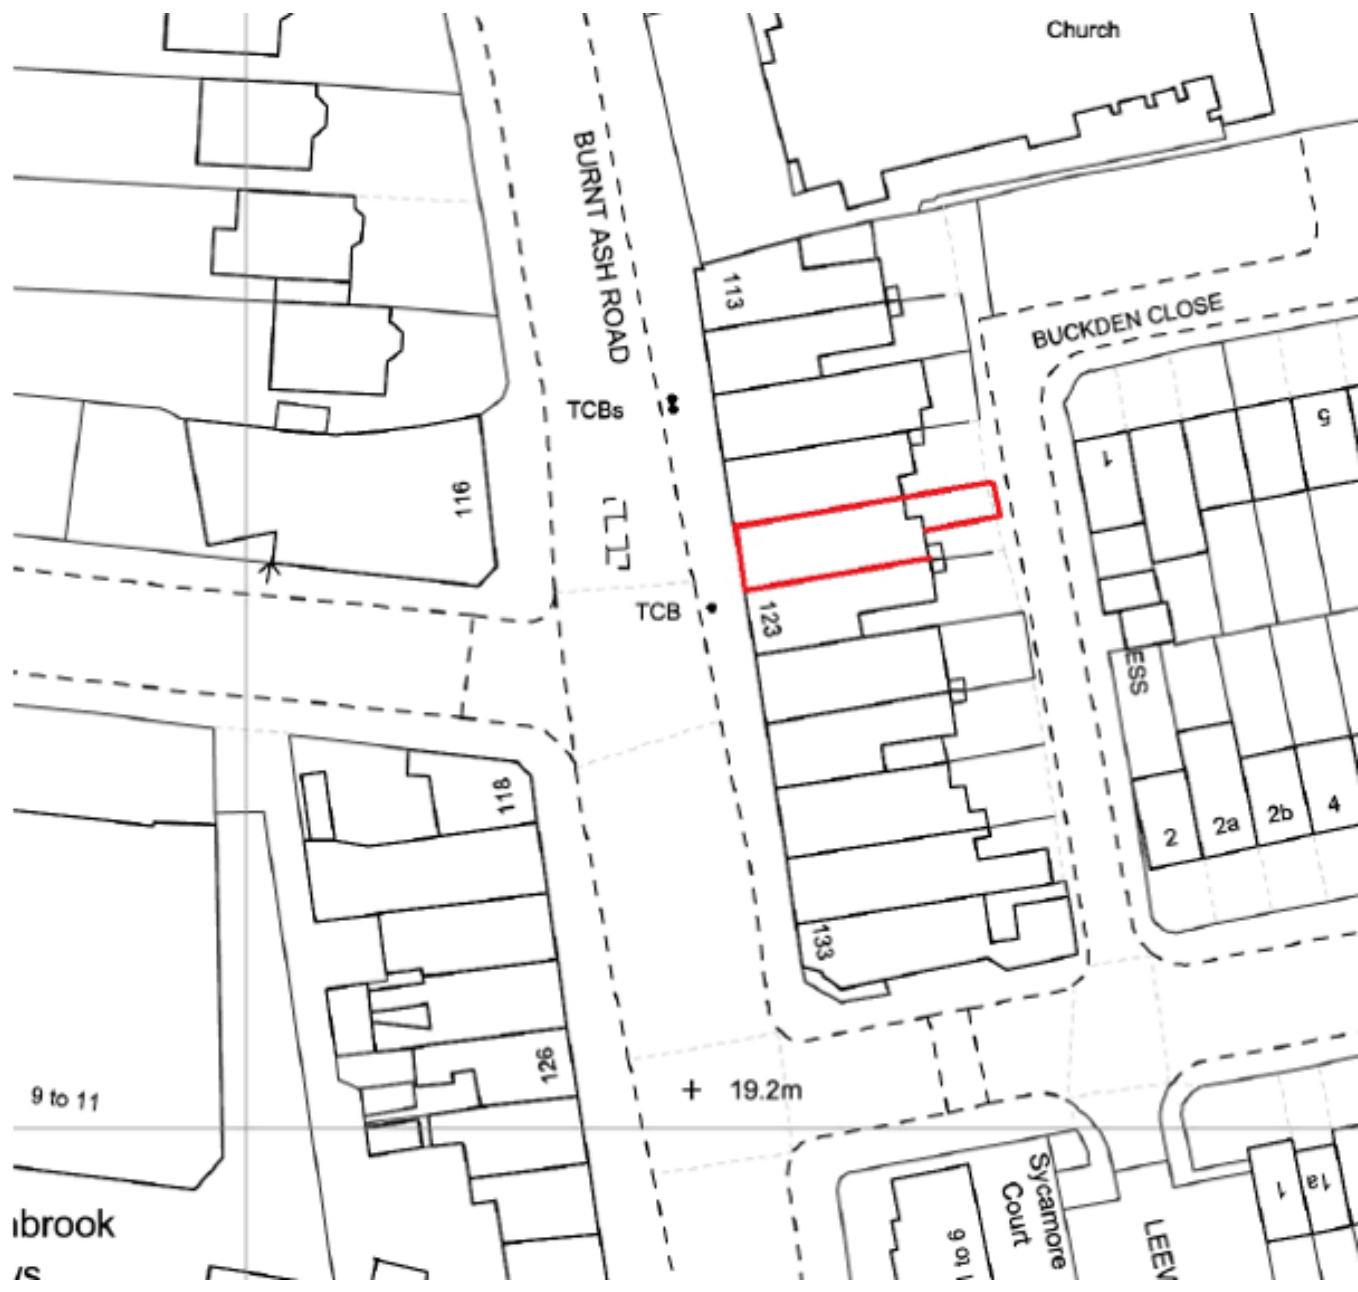 Church
BURNT ASH ROAD
113
BUCKDEN CLOSE
TCBs
5
1
116
TCB
123
ESS
118
2
2a
2b
4
133
126
19.2m
9 to 11
Sycamore
Court
1
1a
brook